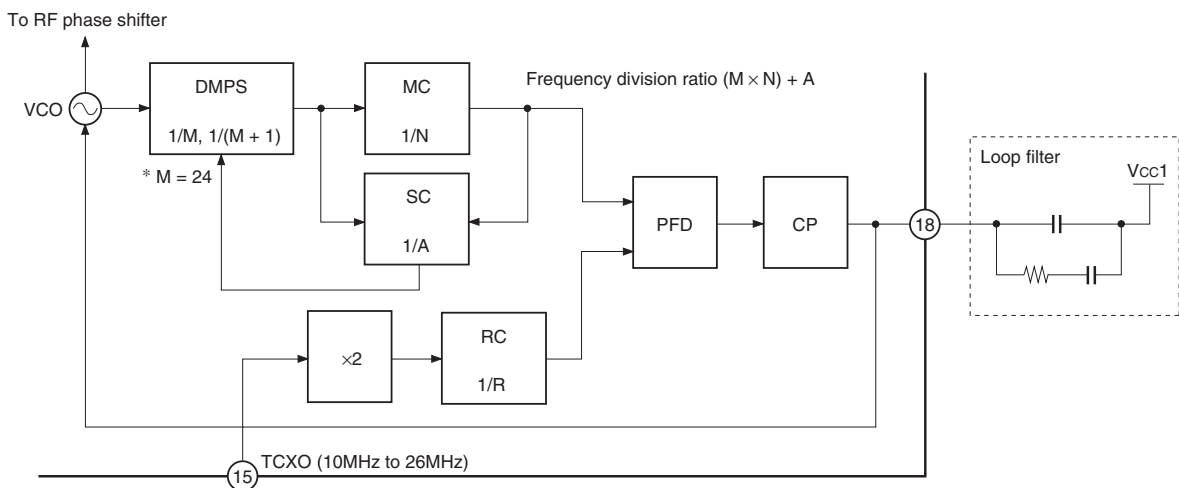 To RF phase shifter
VCO
DMPS
1/M, 1/(M + 1)
* M = 24
MC
1/N
Frequency division ratio (M × N) + A
SC
1/A
PFD
CP
18
Loop filter
VCC1
×2
RC
1/R
15
TCXO (10MHz to 26MHz)